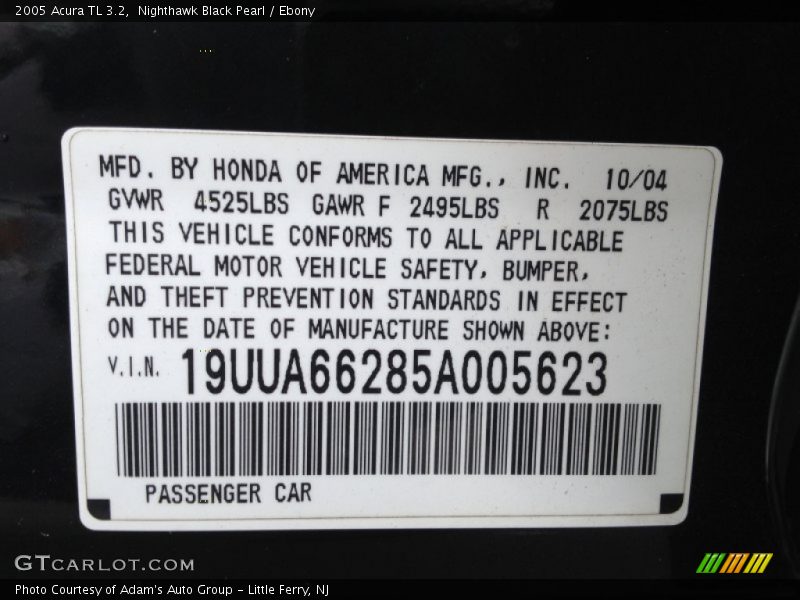 2005 Acura TL 3.2,  Nighthawk Black Pearl / Ebony
MFD. BY HONDA OF AMERICA MFG., INC. 10/04
GVWR 4525LBS GAWR F 2495LBS R 2075LBS
THIS VEHICLE CONFORMS TO ALL APPLICABLE
FEDERAL MOTOR VEHICLE SAFETY, BUMPER,
AND THEFT PREVENTION STANDARDS IN EFFECT
ON THE DATE OF MANUFACTURE SHOWN ABOVE:
V.I.N. 19UUA66285A005623
PASSENGER CAR
GTCARLOT.COM
Photo Courtesy of Adam's Auto Group - Little Ferry, NJ